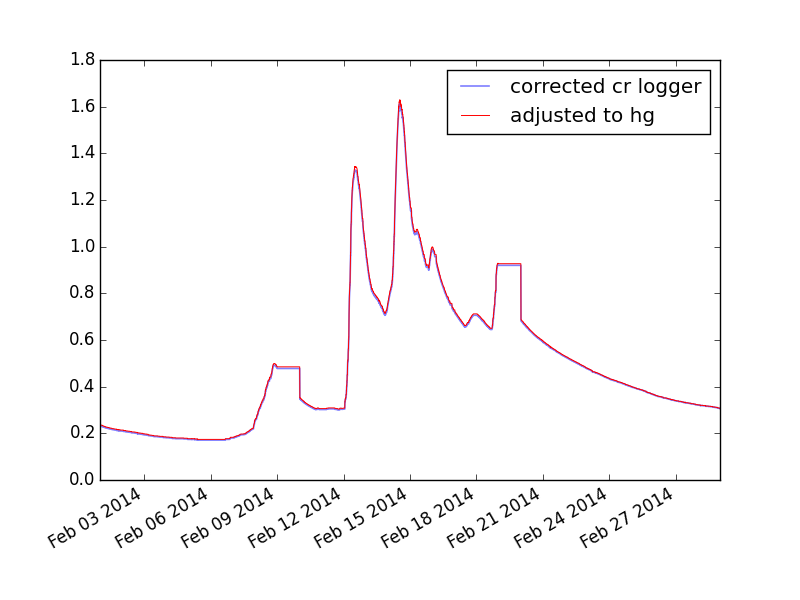 1.8
1.6
1.4
1.2
1.0
0.8
0.6
0.4
0.2
0.0
corrected cr logger
adjusted to hg
Feb 03 2014
Feb 06 2014
Feb 09 2014
Feb 12 2014
Feb 15 2014
Feb 18 2014
Feb 21 2014
Feb 24 2014
Feb 27 2014